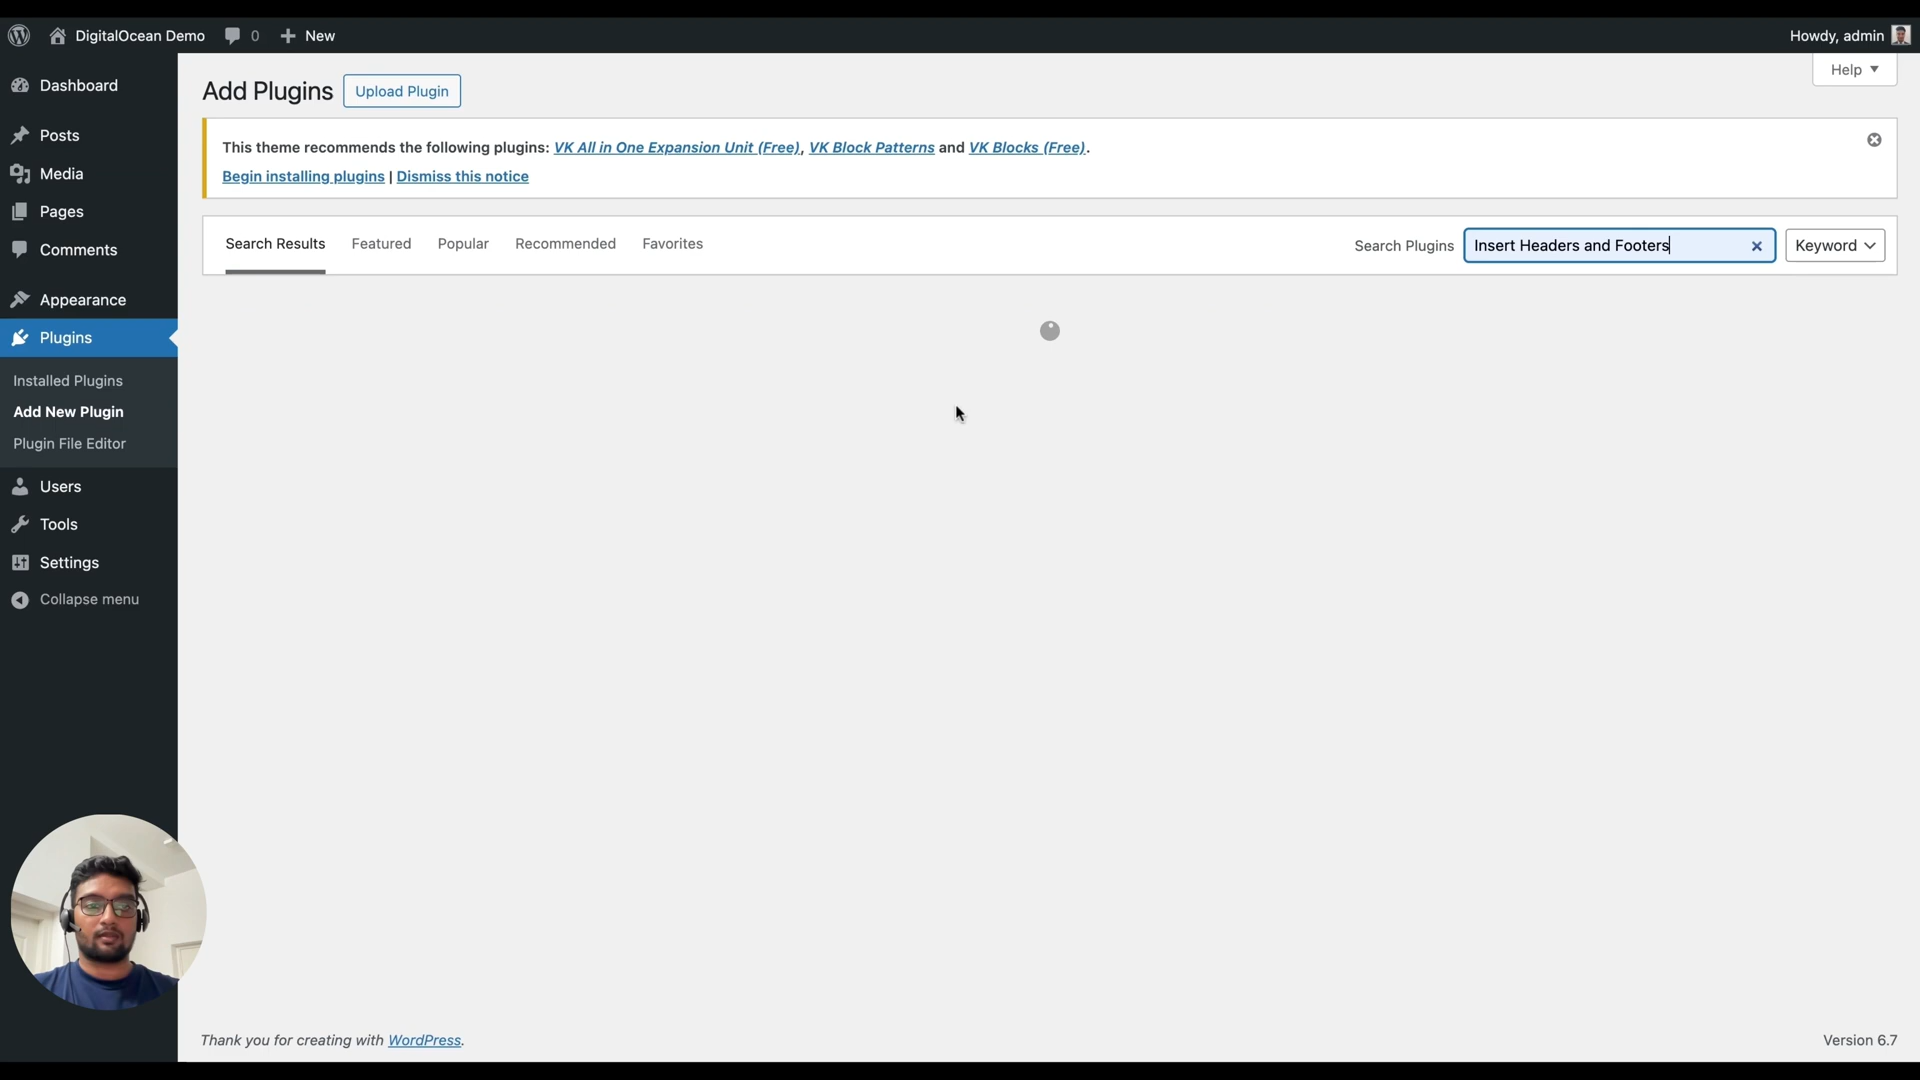 DigitalOcean Demo 0 New Howdy, admin
Help
Dashboard
Posts
Media
Pages
Comments
Appearance
Plugins
Installed Plugins
Add New Plugin
Plugin File Editor
Users
Tools
Settings
Collapse menu
Add Plugins Upload Plugin
This theme recommends the following plugins: VK All in One Expansion Unit (Free), VK Block Patterns and VK Blocks (Free).
Begin installing plugins | Dismiss this notice
Search Results Featured Popular Recommended Favorites Search Plugins Insert Headers and Footers Keyword
Thank you for creating with WordPress. Version 6.7